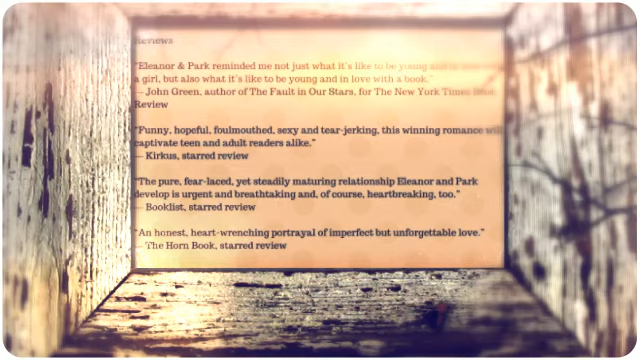 Reviews
"Eleanor & Park reminded me not just what it's like to be young and in love with
a girl, but also what it's like to be young and in love with a book."
— John Green, author of The Fault in Our Stars, for The New York Times Book
Review
"Funny, hopeful, foulmouthed, sexy and tear-jerking, this winning romance will
captivate teen and adult readers alike."
— Kirkus, starred review
"The pure, fear-laced, yet steadily maturing relationship Eleanor and Park
develop is urgent and breathtaking and, of course, heartbreaking, too."
— Booklist, starred review
"An honest, heart-wrenching portrayal of imperfect but unforgettable love."
— The Horn Book, starred review